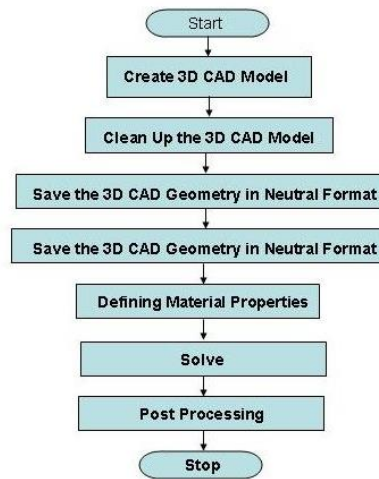 Start
Create 3D CAD Model
Clean Up the 3D CAD Model
Save the 3D CAD Geometry in Neutral Format
Save the 3D CAD Geometry in Neutral Format
Defining Material Properties
Solve
Post Processing
Stop